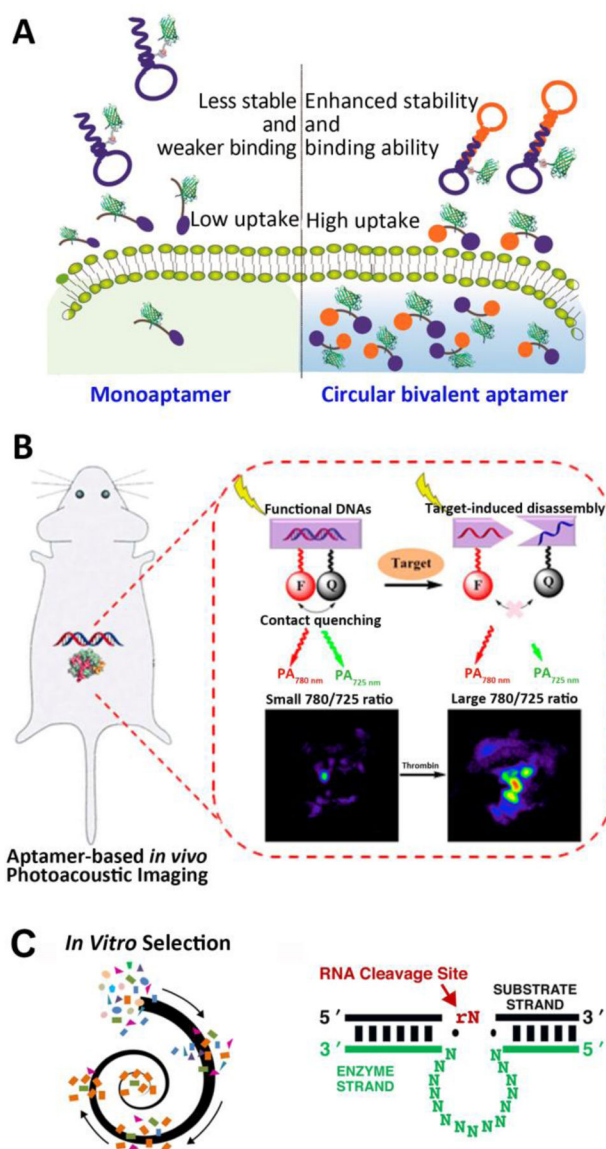 A
Less stable
and
weaker binding
Enhanced stability
and
binding ability
Low uptake
High uptake
Monoaptamer
Circular bivalent aptamer
B
Functional DNAs
Target-induced disassembly
Target
F
Q
F
Q
Contact quenching
PA780 nm
PA725 nm
PA780 nm
PA725 nm
Small 780/725 ratio
Large 780/725 ratio
Thrombin
Aptamer-based in vivo
Photoacoustic Imaging
C
In Vitro Selection
RNA Cleavage Site
rN
SUBSTRATE
STRAND
5′
3′
3′
5′
ENZYME
STRAND